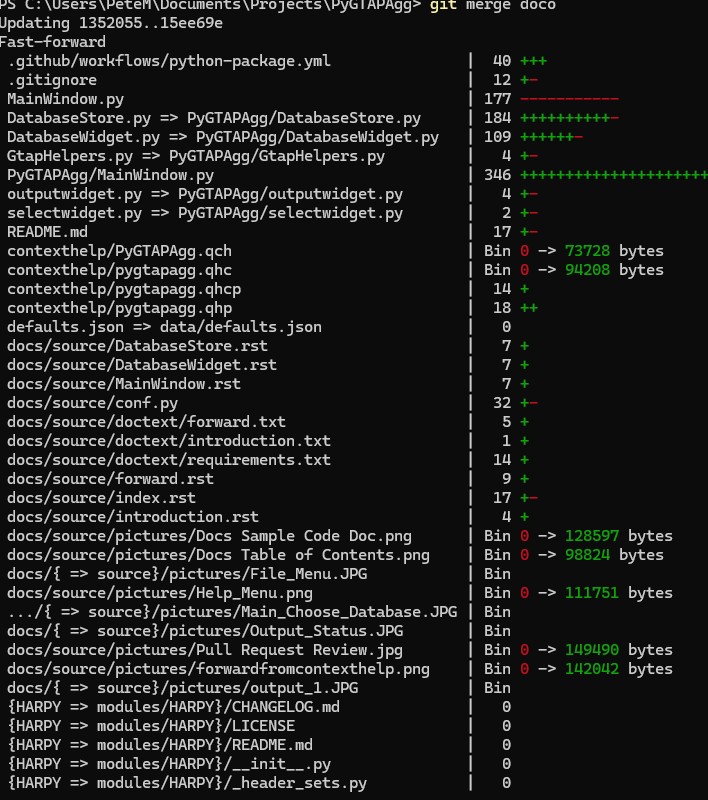 PS C:\Users\PeteM\Documents\Projects\PyGTAPAgg> git merge doco
Updating 1352055..15ee69e
Fast-forward
 .github/workflows/python-package.yml | 40 +++
 .gitignore | 12 +-
 MainWindow.py | 177 -----------
 DatabaseStore.py => PyGTAPAgg/DatabaseStore.py | 184 ++++++++++-
 DatabaseWidget.py => PyGTAPAgg/DatabaseWidget.py | 109 ++++++-
 GtapHelpers.py => PyGTAPAgg/GtapHelpers.py | 4 +-
 PyGTAPAgg/MainWindow.py | 346 +++++++++++++++++++++
 outputwidget.py => PyGTAPAgg/outputwidget.py | 4 +-
 selectwidget.py => PyGTAPAgg/selectwidget.py | 2 +-
 README.md | 17 +-
 contexthelp/PyGTAPAgg.qch | Bin 0 -> 73728 bytes
 contexthelp/pygtapagg.qhc | Bin 0 -> 94208 bytes
 contexthelp/pygtapagg.qhcp | 14 +
 contexthelp/pygtapagg.qhp | 18 ++
 defaults.json => data/defaults.json | 0
 docs/source/DatabaseStore.rst | 7 +
 docs/source/DatabaseWidget.rst | 7 +
 docs/source/MainWindow.rst | 7 +
 docs/source/conf.py | 32 +-
 docs/source/doctext/forward.txt | 5 +
 docs/source/doctext/introduction.txt | 1 +
 docs/source/doctext/requirements.txt | 14 +
 docs/source/forward.rst | 9 +
 docs/source/index.rst | 17 +-
 docs/source/introduction.rst | 4 +
 docs/source/pictures/Docs Sample Code Doc.png | Bin 0 -> 128597 bytes
 docs/source/pictures/Docs Table of Contents.png | Bin 0 -> 98824 bytes
 docs/{ => source}/pictures/File_Menu.JPG | Bin
 docs/source/pictures/Help_Menu.png | Bin 0 -> 111751 bytes
 .../{ => source}/pictures/Main_Choose_Database.JPG | Bin
 docs/{ => source}/pictures/Output_Status.JPG | Bin
 docs/source/pictures/Pull Request Review.jpg | Bin 0 -> 149490 bytes
 docs/source/pictures/forwardfromcontexthelp.png | Bin 0 -> 142042 bytes
 docs/{ => source}/pictures/output_1.JPG | Bin
 {HARPY => modules/HARPY}/CHANGELOG.md | 0
 {HARPY => modules/HARPY}/LICENSE | 0
 {HARPY => modules/HARPY}/README.md | 0
 {HARPY => modules/HARPY}/__init__.py | 0
 {HARPY => modules/HARPY}/_header_sets.py | 0